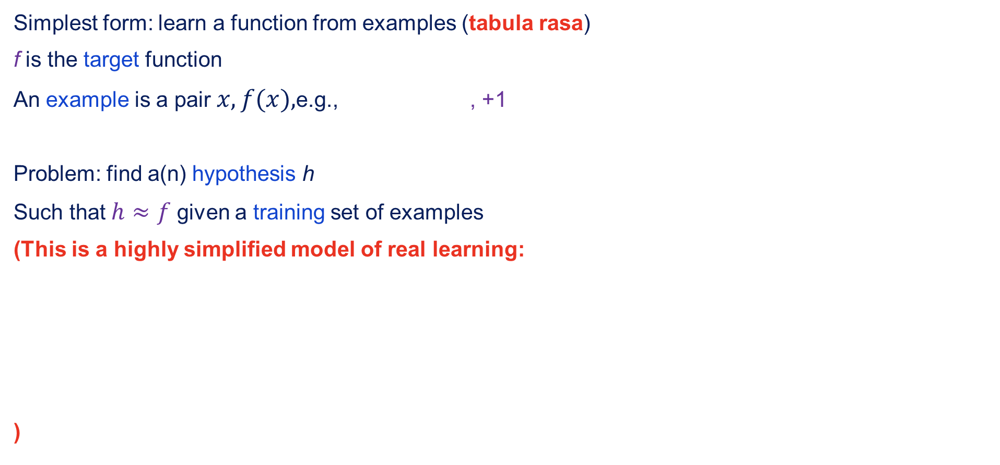 Simplest form: learn a function from examples (tabula rasa)
f is the target function
An example is a pair x, f(x),e.g., , +1
Problem: find a(n) hypothesis h
Such that h ≈ f given a training set of examples
(This is a highly simplified model of real learning:
)